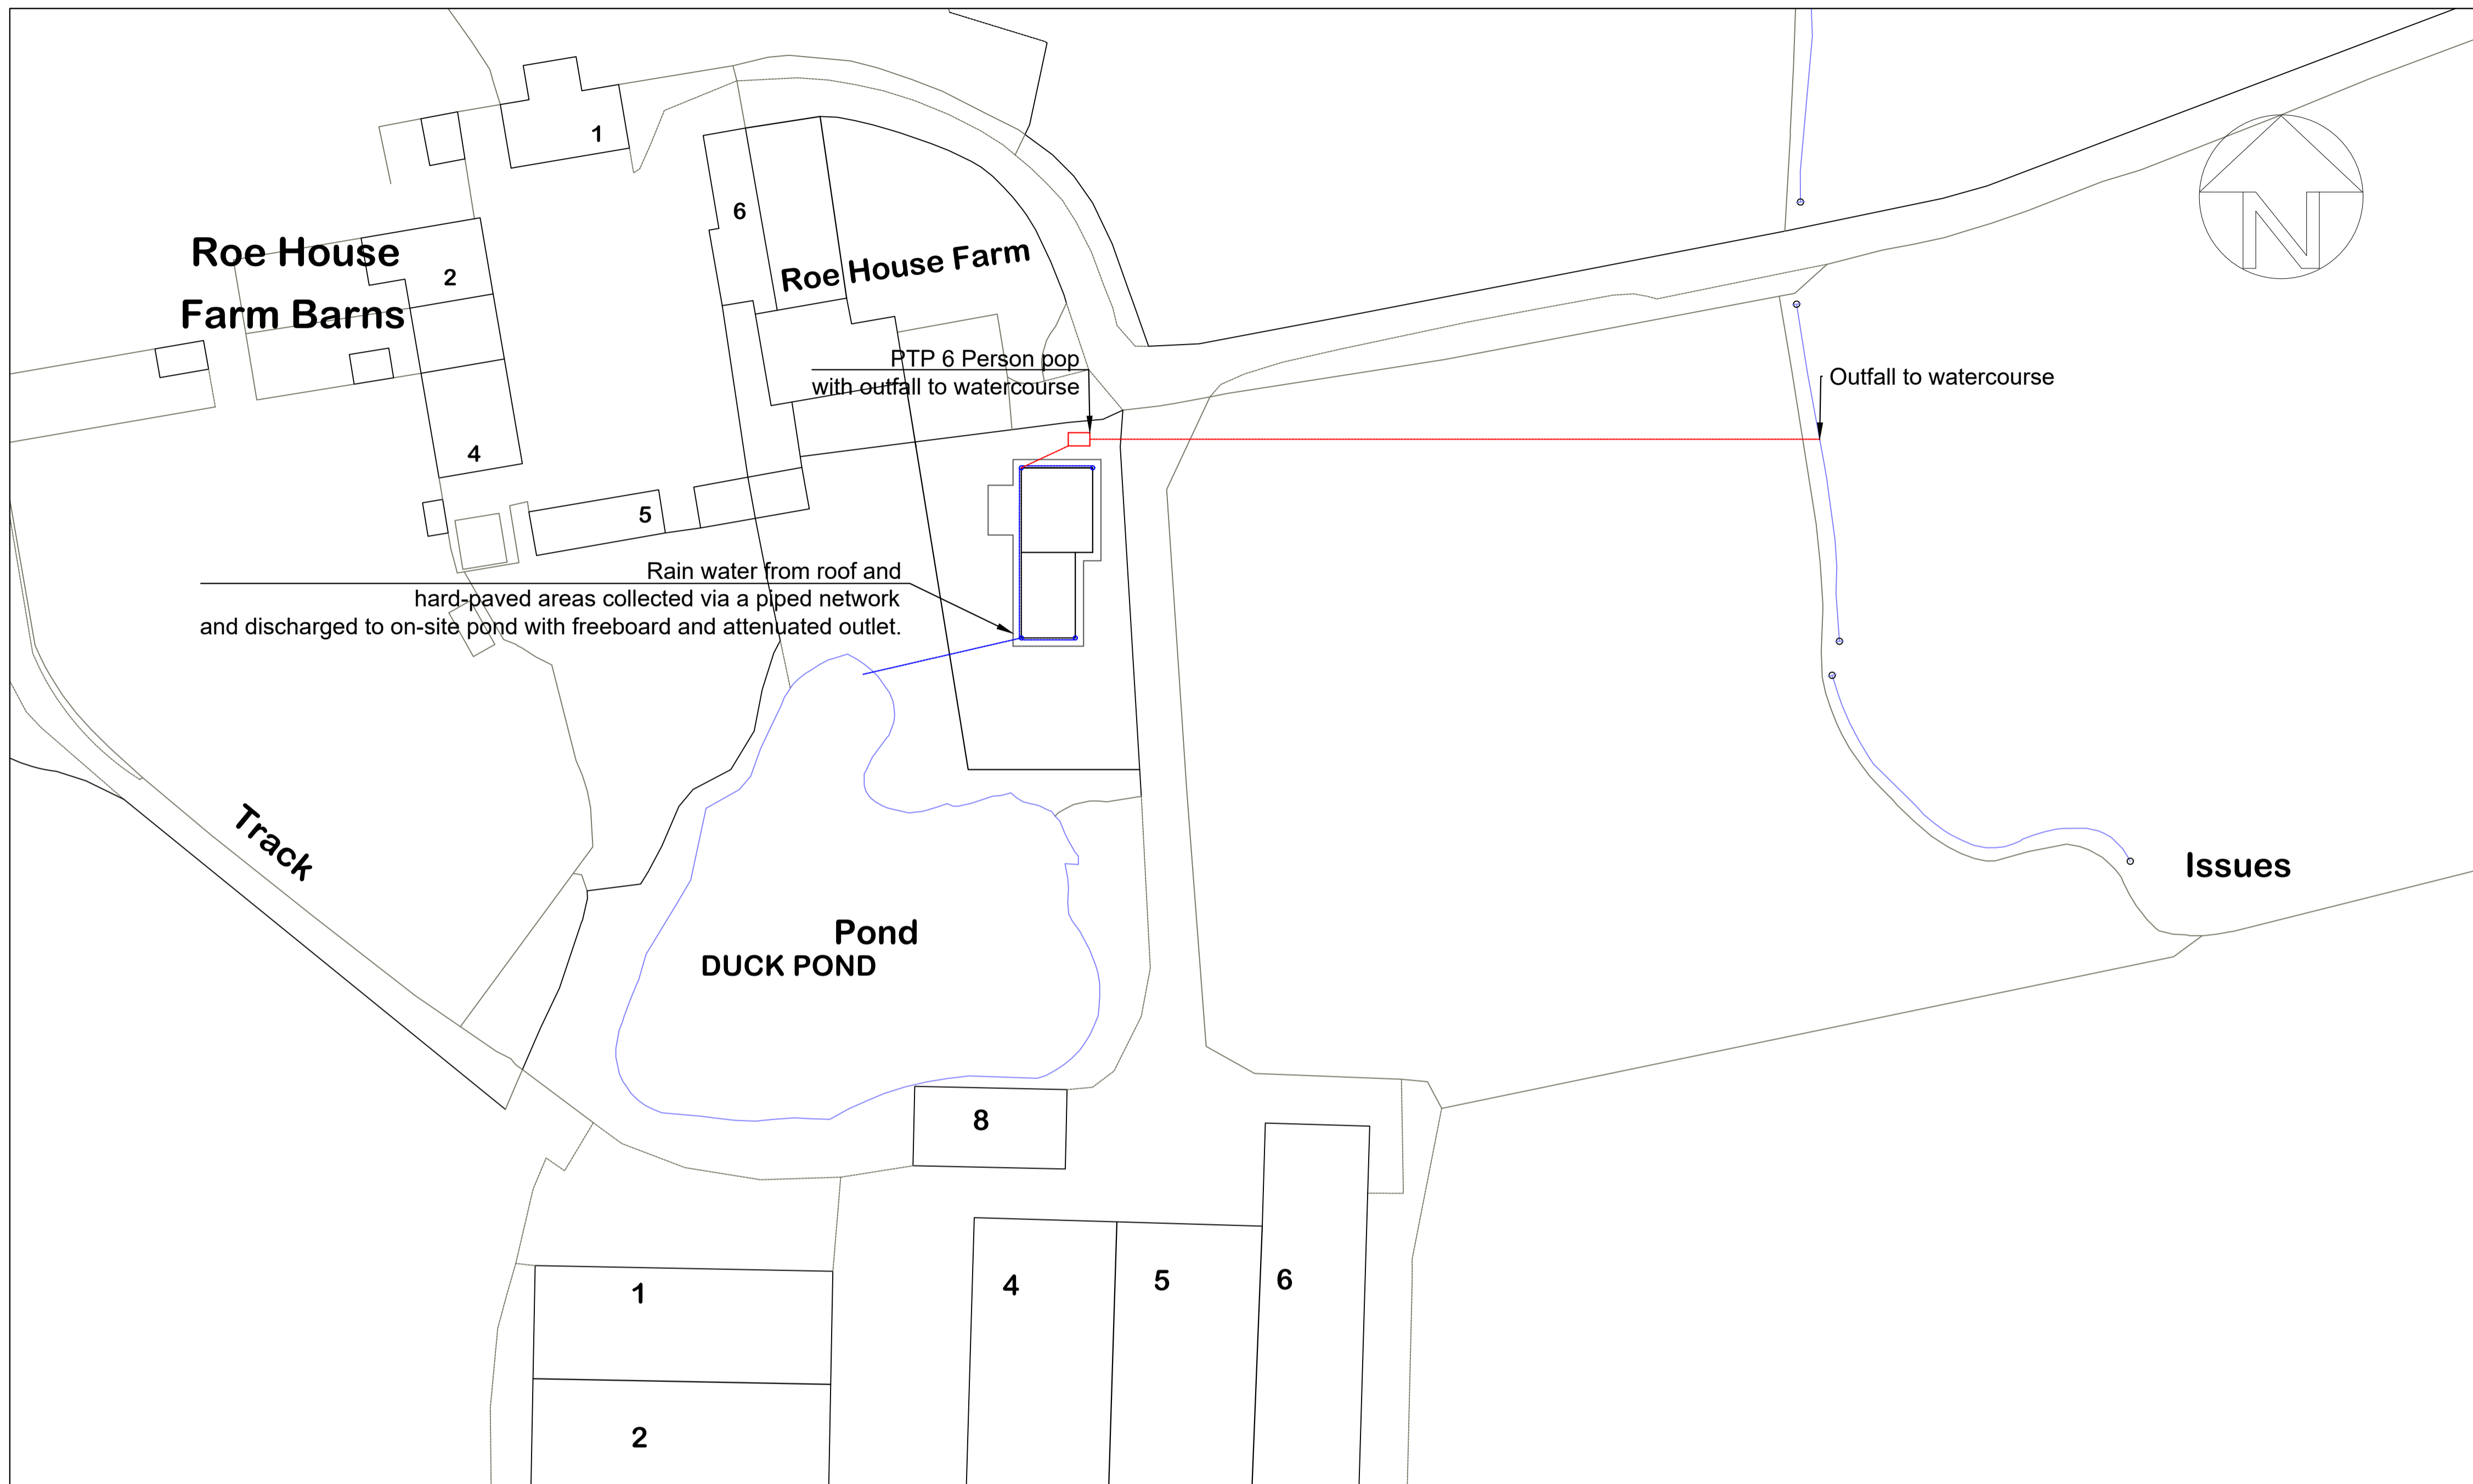 1
6
Roe House
Farm Barns
2
Roe House Farm
N
PTP 6 Person pop
with outfall to watercourse
Outfall to watercourse
4
5
Rain water from roof and
hard-paved areas collected via a piped network
and discharged to on-site pond with freeboard and attenuated outlet.
Track
Issues
Pond
DUCK POND
8
1
4
5
6
2